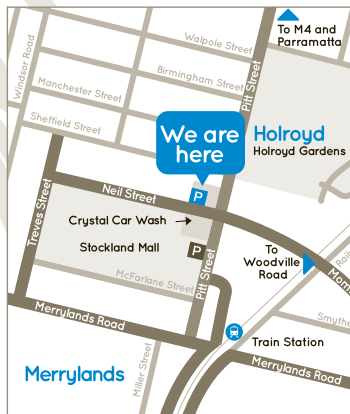 To M4 and
Parramatta
Windsor Road
Walpole Street
Birmingham Street
Pitt Street
Manchester Street
Sheffield Street
We are
here
Holroyd
Holroyd Gardens
Neil Street
P
Treves Street
Crystal Car Wash
Stockland Mall
P
Pitt Street
To
Woodville
Road
McFarlane Street
Merrylands Road
Train Station
Merrylands Road
Merrylands
Miller Street